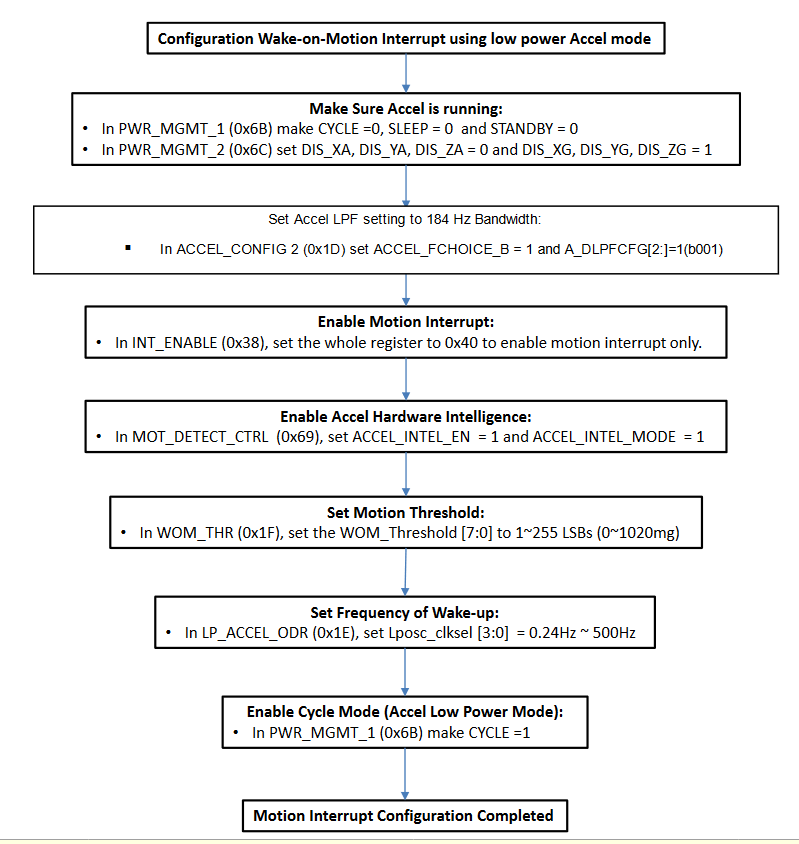 Configuration Wake-on-Motion Interrupt using low power Accel mode
Make Sure Accel is running:
• In PWR_MGMT_1 (0x6B) make CYCLE =0, SLEEP = 0 and STANDBY = 0
• In PWR_MGMT_2 (0x6C) set DIS_XA, DIS_YA, DIS_ZA = 0 and DIS_XG, DIS_YG, DIS_ZG = 1
Set Accel LPF setting to 184 Hz Bandwidth:
▪ In ACCEL_CONFIG 2 (0x1D) set ACCEL_FCHOICE_B = 1 and A_DLPFCFG[2:]=1(b001)
Enable Motion Interrupt:
• In INT_ENABLE (0x38), set the whole register to 0x40 to enable motion interrupt only.
Enable Accel Hardware Intelligence:
• In MOT_DETECT_CTRL (0x69), set ACCEL_INTEL_EN = 1 and ACCEL_INTEL_MODE = 1
Set Motion Threshold:
• In WOM_THR (0x1F), set the WOM_Threshold [7:0] to 1~255 LSBs (0~1020mg)
Set Frequency of Wake-up:
• In LP_ACCEL_ODR (0x1E), set Lposc_clksel [3:0] = 0.24Hz ~ 500Hz
Enable Cycle Mode (Accel Low Power Mode):
• In PWR_MGMT_1 (0x6B) make CYCLE =1
Motion Interrupt Configuration Completed